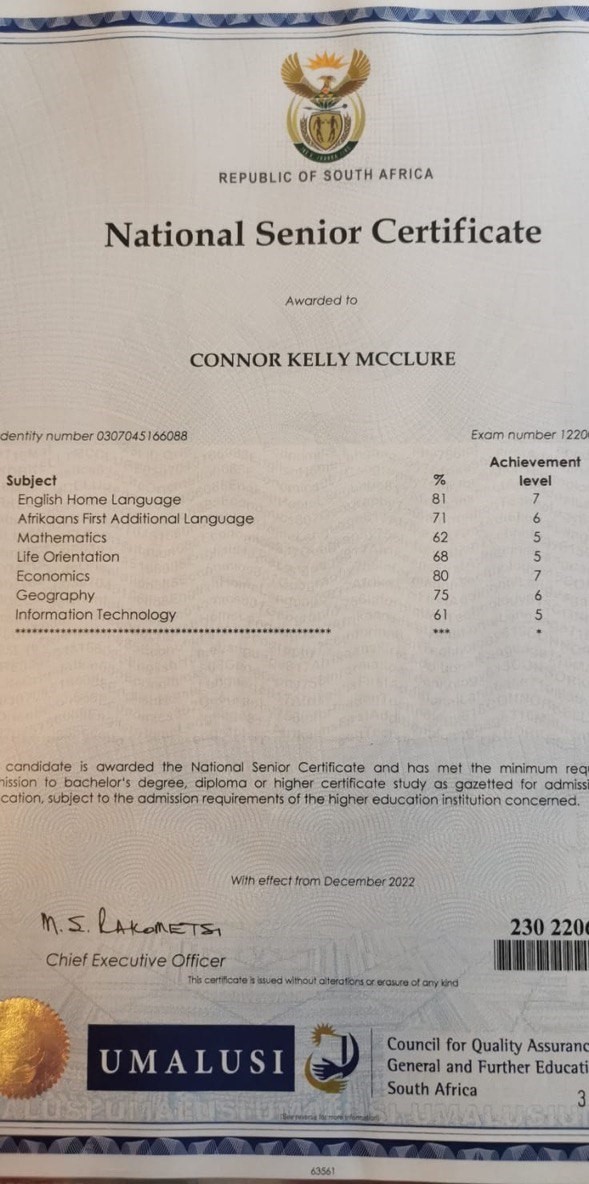 REPUBLIC OF SOUTH AFRICA
National Senior Certificate
Awarded to
CONNOR KELLY MCCLURE
dentity number 0307045166088 Exam number 1220
Subject % Achievement level
English Home Language 81 7
Afrikaans First Additional Language 71 6
Mathematics 62 5
Life Orientation 68 5
Economics 80 7
Geography 75 6
Information Technology 61 5
******************************************************** *** *
candidate is awarded the National Senior Certificate and has met the minimum req
mission to bachelor's degree, diploma or higher certificate study as gazetted for admissi
cation, subject to the admission requirements of the higher education institution concerned.
With effect from December 2022
M. S. RAKOMETSI
Chief Executive Officer
230 220
This certificate is issued without alterations or erasure of any kind
UMALUSI
Council for Quality Assuranc
General and Further Educati
South Africa
3
63561